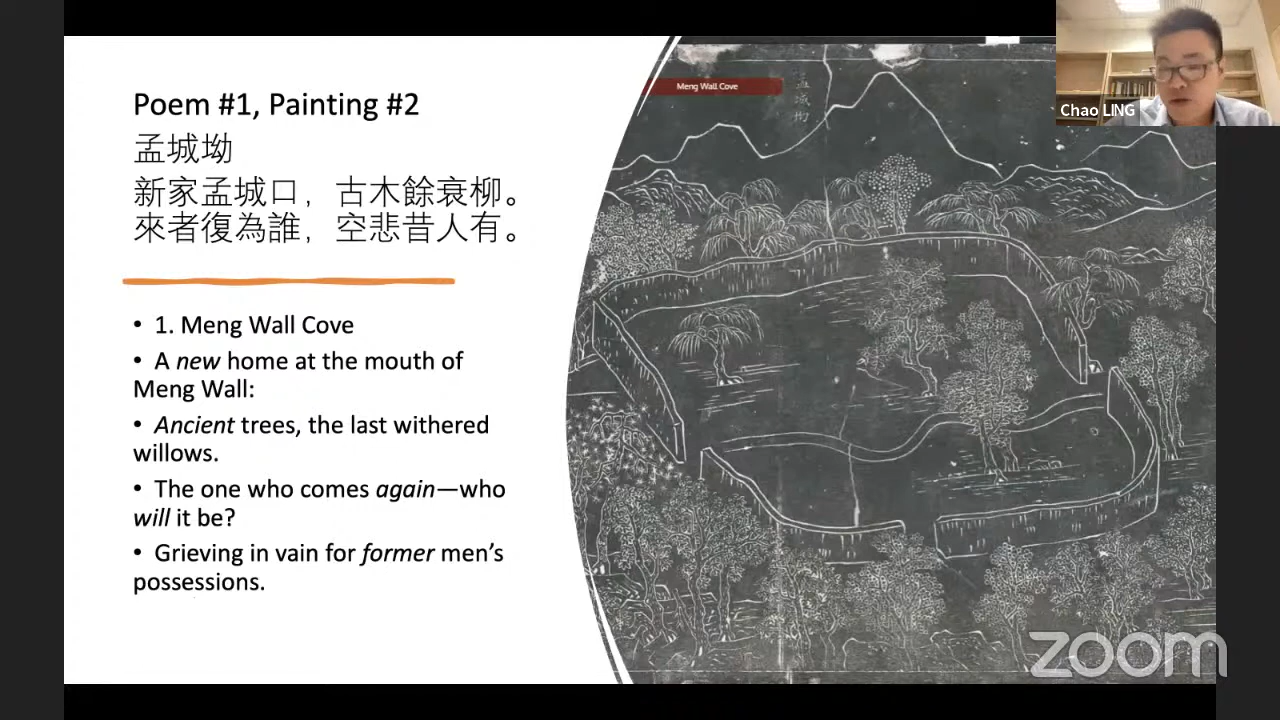 Poem #1, Painting #2
孟城坳
新家孟城口，古木餘衰柳。
來者復為誰，空悲昔人有。
• 1. Meng Wall Cove
• A new home at the mouth of
Meng Wall:
• Ancient trees, the last withered
willows.
• The one who comes again—who
will it be?
• Grieving in vain for former men’s
possessions.
Meng Wall Cove
孟城坳
Chao LING
zoom